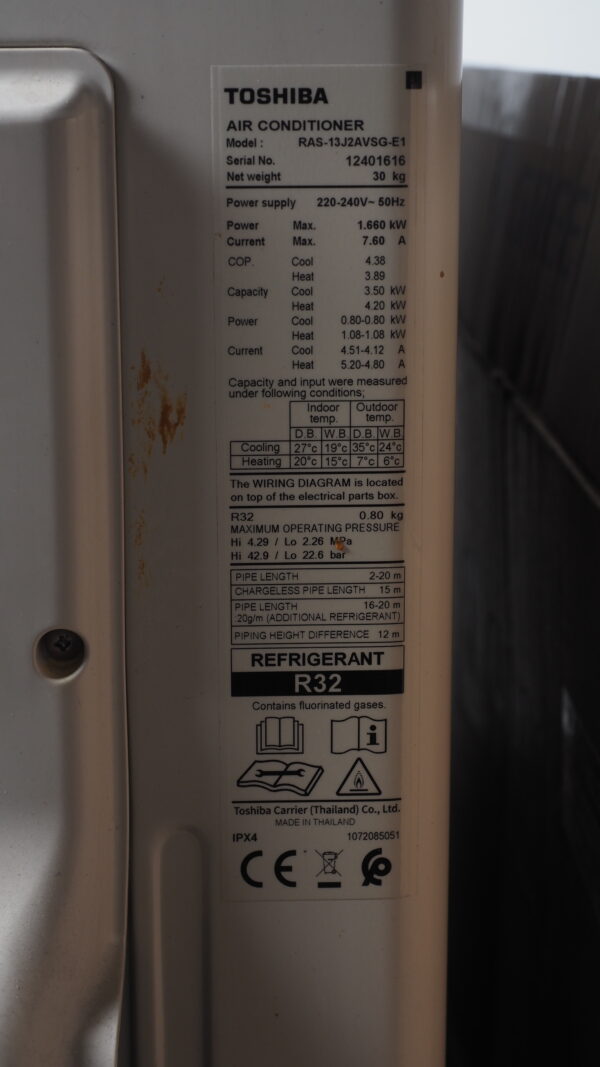 TOSHIBA
AIR CONDITIONER
Model : RAS-13J2AVSG-E1
Serial No. 12401616
Net weight 30 kg
Power supply 220-240V~ 50Hz
Power Max. 1.660 kW
Current Max. 7.60 A
COP. Cool 4.38
Heat 3.89
Capacity Cool 3.50 kW
Heat 4.20 kW
Power Cool 0.80-0.80 kW
Heat 1.08-1.08 kW
Current Cool 4.51-4.12 A
Heat 5.20-4.80 A
Capacity and input were measured
under following conditions;
Indoor temp. Outdoor temp.
D.B. W.B. D.B. W.B.
Cooling 27°c 19°c 35°c 24°c
Heating 20°c 15°c 7°c 6°c
The WIRING DIAGRAM is located
on top of the electrical parts box.
R32 0.80 kg
MAXIMUM OPERATING PRESSURE
Hi 4.29 / Lo 2.26 MPa
Hi 42.9 / Lo 22.6 bar
PIPE LENGTH 2-20 m
CHARGELESS PIPE LENGTH 15 m
PIPE LENGTH 16-20 m
:20g/m (ADDITIONAL REFRIGERANT)
PIPING HEIGHT DIFFERENCE 12 m
REFRIGERANT
R32
Contains fluorinated gases.
i
Toshiba Carrier (Thailand) Co., Ltd.
MADE IN THAILAND
IPX4 1072085051
CE